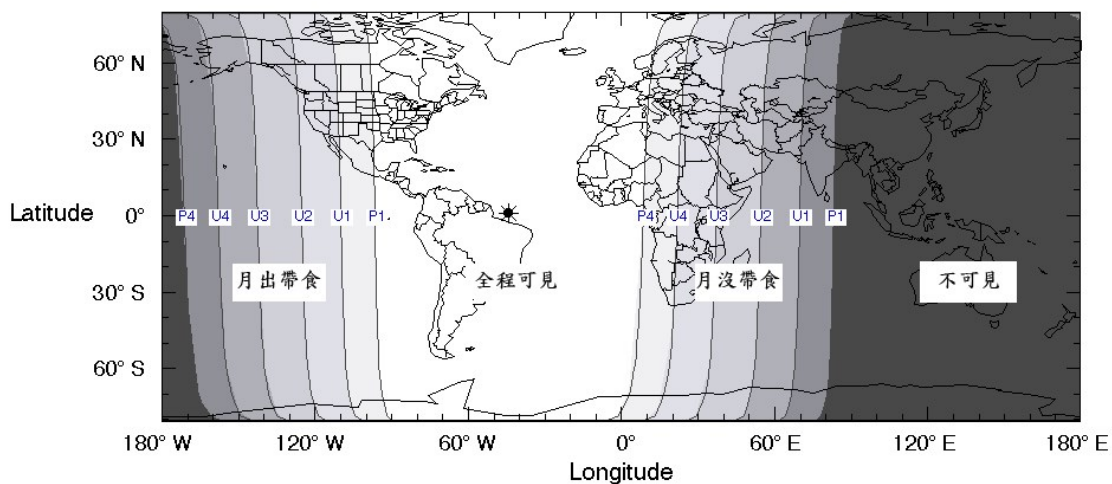 60° N
30° N
Latitude 0°
P4 U4 U3 U2 U1 P1 P4 U4 U3 U2 U1 P1
月出帶食 全程可見 月沒帶食 不可見
30° S
60° S
180° W 120° W 60° W 0° 60° E 120° E 180° E
Longitude